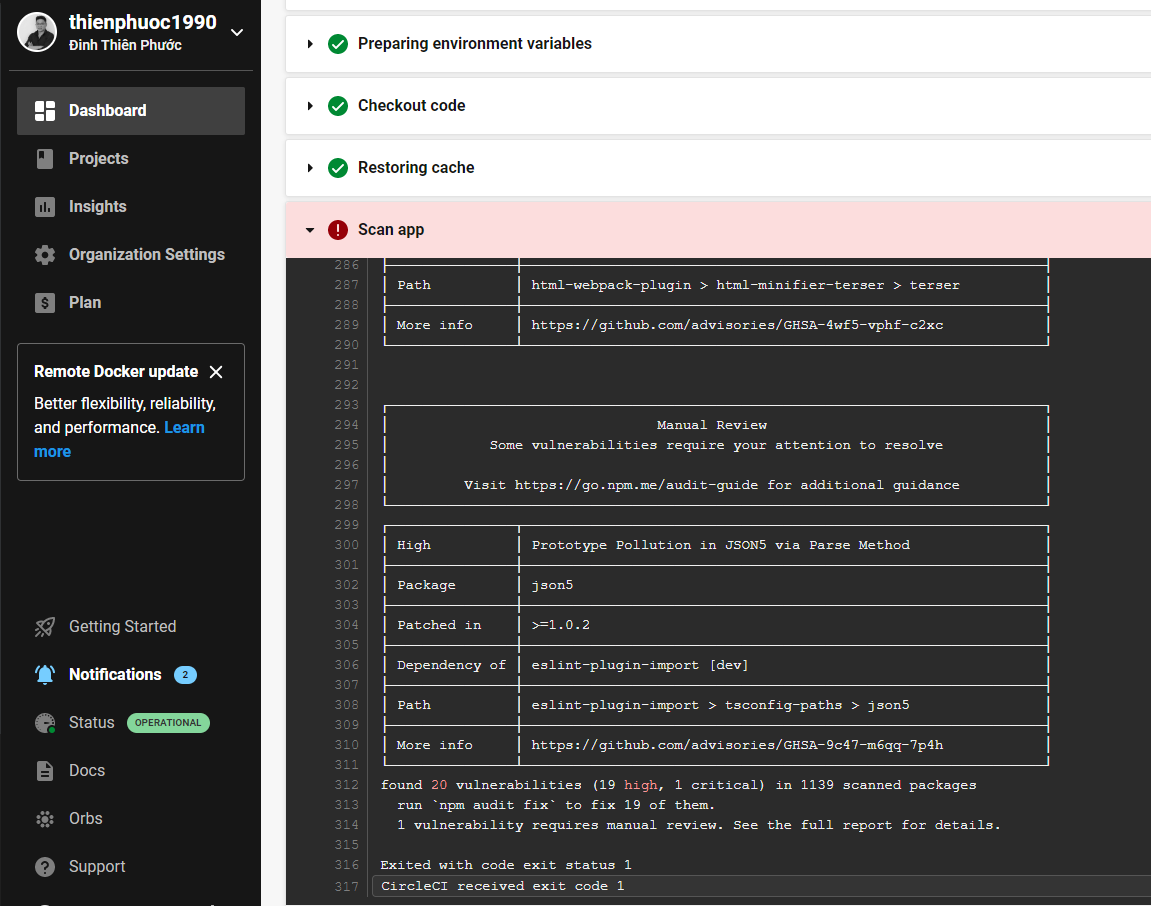 thienphuoc1990
Đinh Thiên Phước
Dashboard
Projects
Insights
Organization Settings
$ Plan
Remote Docker update
Better flexibility, reliability,
and performance. Learn
more
Getting Started
Notifications 2
Status OPERATIONAL
Docs
Orbs
? Support
Preparing environment variables
Checkout code
Restoring cache
! Scan app
286
287 Path html-webpack-plugin > html-minifier-terser > terser
288
289 More info https://github.com/advisories/GHSA-4wf5-vphf-c2xc
290
291
292
293
294 Manual Review
295 Some vulnerabilities require your attention to resolve
296
297 Visit https://go.npm.me/audit-guide for additional guidance
298
299
300 High Prototype Pollution in JSON5 via Parse Method
301
302 Package json5
303
304 Patched in >=1.0.2
305
306 Dependency of eslint-plugin-import [dev]
307
308 Path eslint-plugin-import > tsconfig-paths > json5
309
310 More info https://github.com/advisories/GHSA-9c47-m6qq-7p4h
311
312 found 20 vulnerabilities (19 high, 1 critical) in 1139 scanned packages
313 run `npm audit fix` to fix 19 of them.
314 1 vulnerability requires manual review. See the full report for details.
315
316 Exited with code exit status 1
317 CircleCI received exit code 1